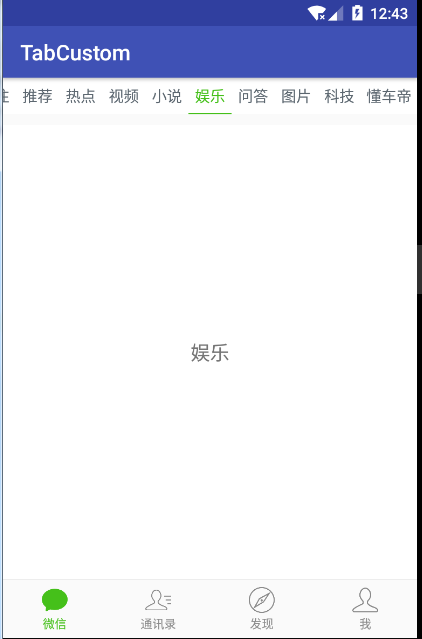 12:43
TabCustom
推荐 热点 视频 小说 娱乐 问答 图片 科技 懂车帝
娱乐
微信 通讯录 发现 我